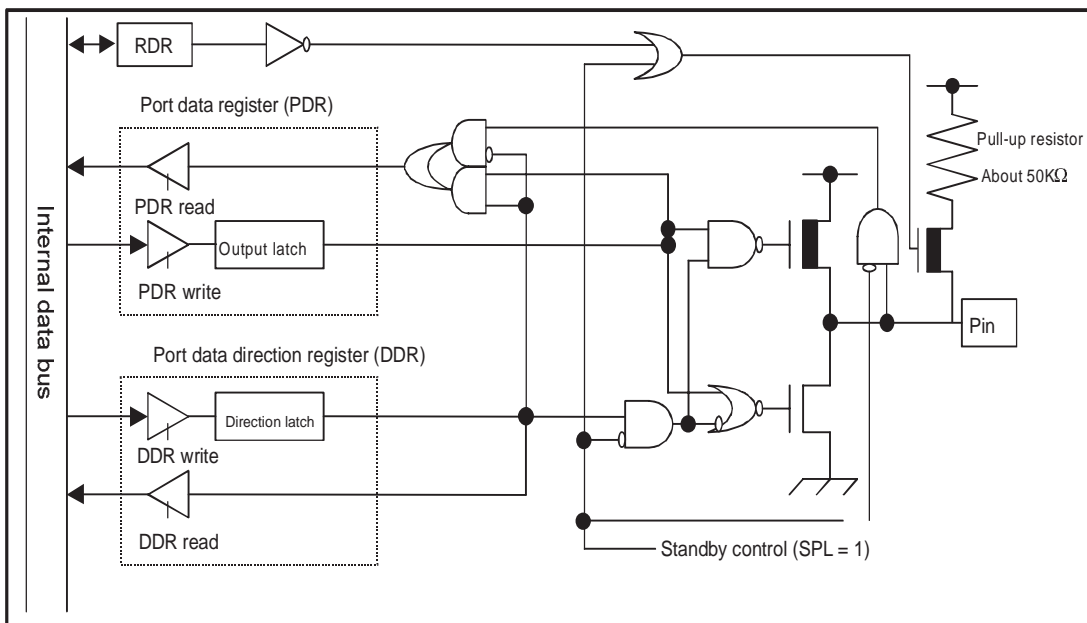 RDR
Port data register (PDR)
PDR read
Output latch
PDR write
Pull-up resistor
About 50KΩ
Pin
Internal data bus
Port data direction register (DDR)
Direction latch
DDR write
DDR read
Standby control (SPL = 1)